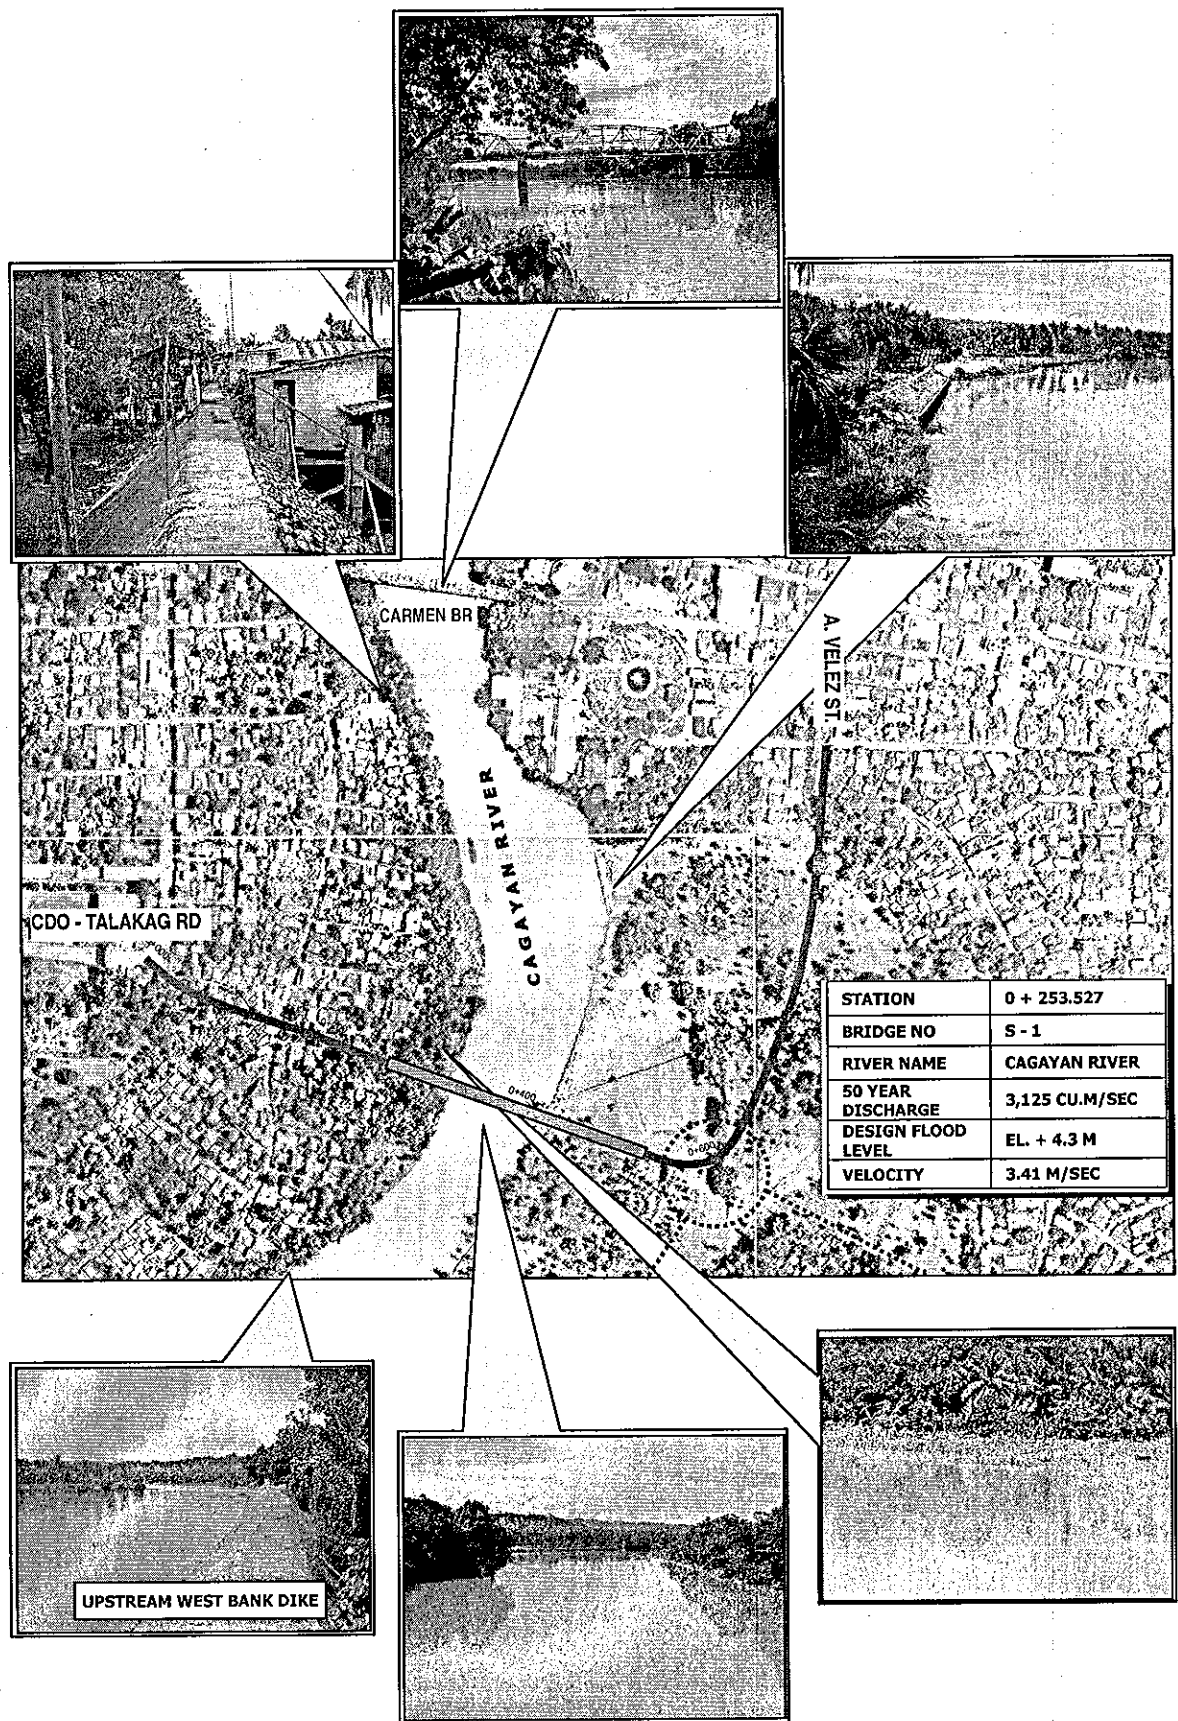 CARMEN BR
A. VELEZ ST
CAGAYAN RIVER
CDO - TALAKAG RD
0+400
0+600
STATION 0 + 253.527
BRIDGE NO S - 1
RIVER NAME CAGAYAN RIVER
50 YEAR
DISCHARGE 3,125 CU.M/SEC
DESIGN FLOOD
LEVEL EL. + 4.3 M
VELOCITY 3.41 M/SEC
UPSTREAM WEST BANK DIKE